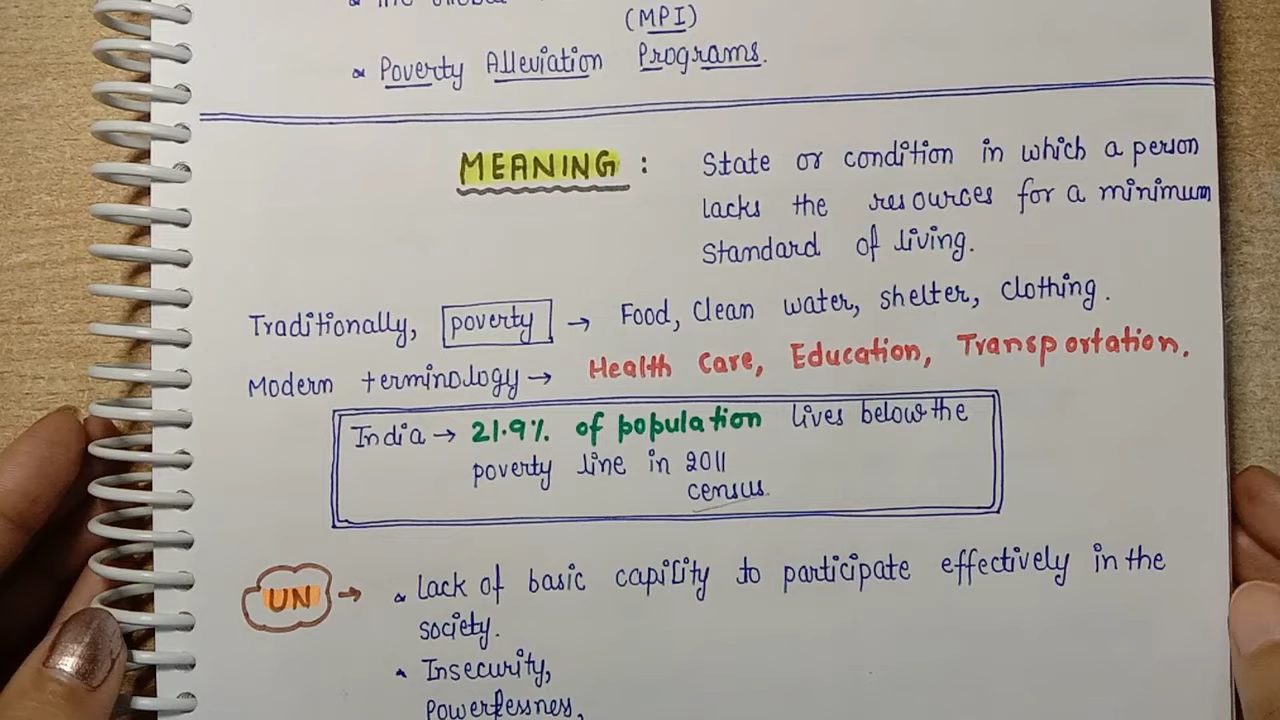 (MPI)
Poverty Alleviation Programs.
MEANING : State or condition in which a person
lacks the resources for a minimum
standard of living.
Traditionally, poverty → Food, Clean water, shelter, clothing.
Modern terminology → Health Care, Education, Transportation.
India → 21.9% of population lives below the
poverty line in 2011
census.
UN → Lack of basic capility to participate effectively in the
society.
Insecurity,
Powerlessness,